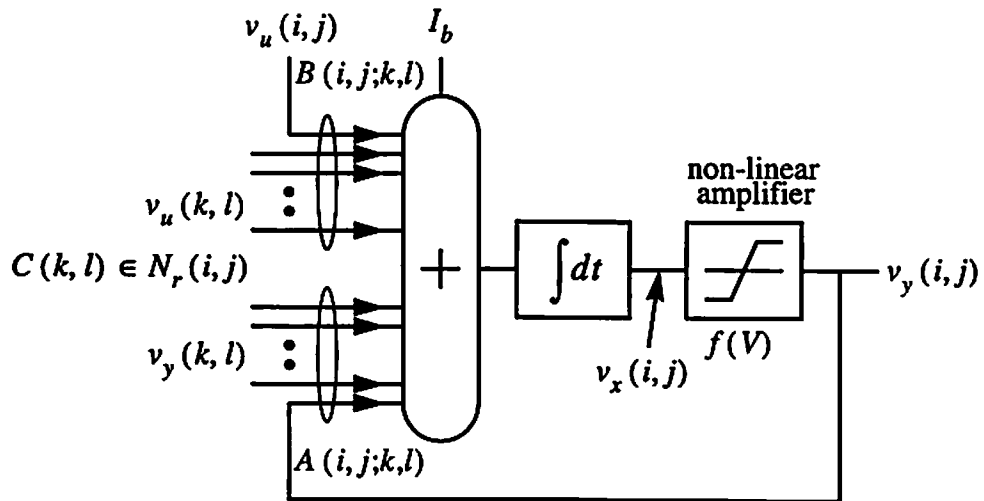 v_u(i,j)
I_b
B(i,j;k,l)
v_u(k,l)
C(k,l) ∈ N_r(i,j)
v_y(k,l)
A(i,j;k,l)
+
∫dt
v_x(i,j)
non-linear
amplifier
f(V)
v_y(i,j)